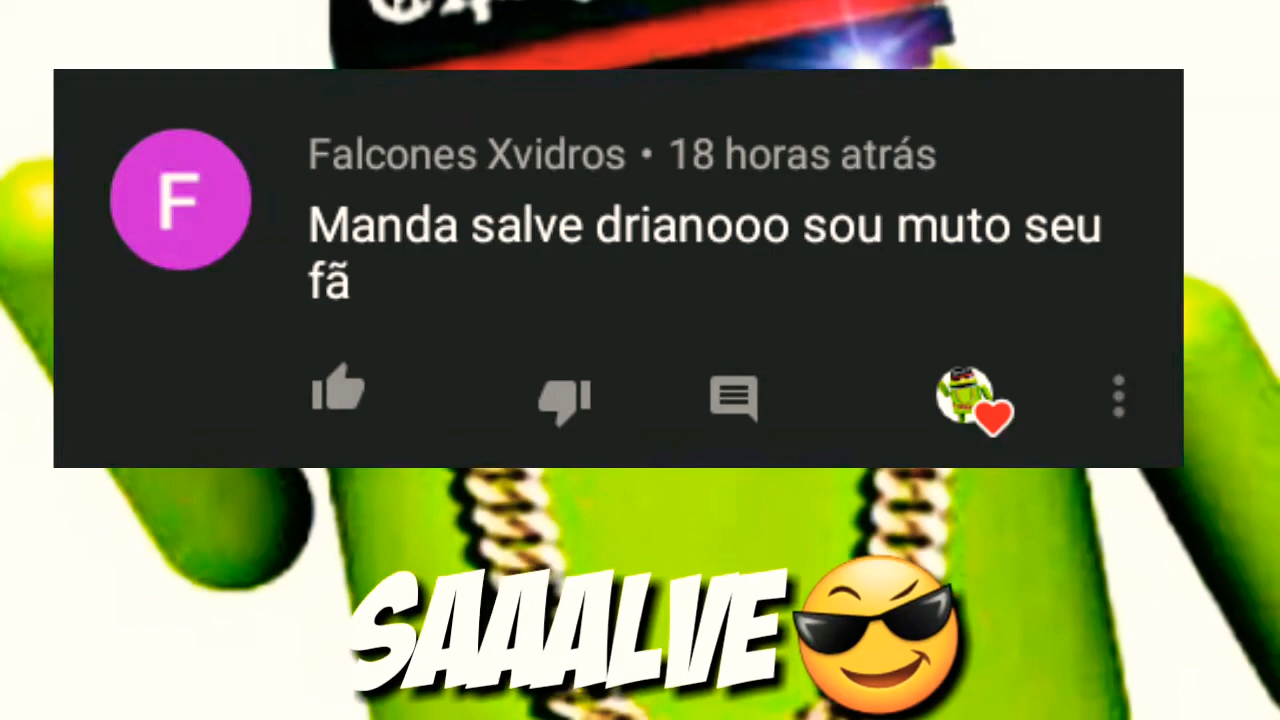 F
Falcones Xvidros • 18 horas atrás
Manda salve drianooo sou muto seu
fã
SAAALVE